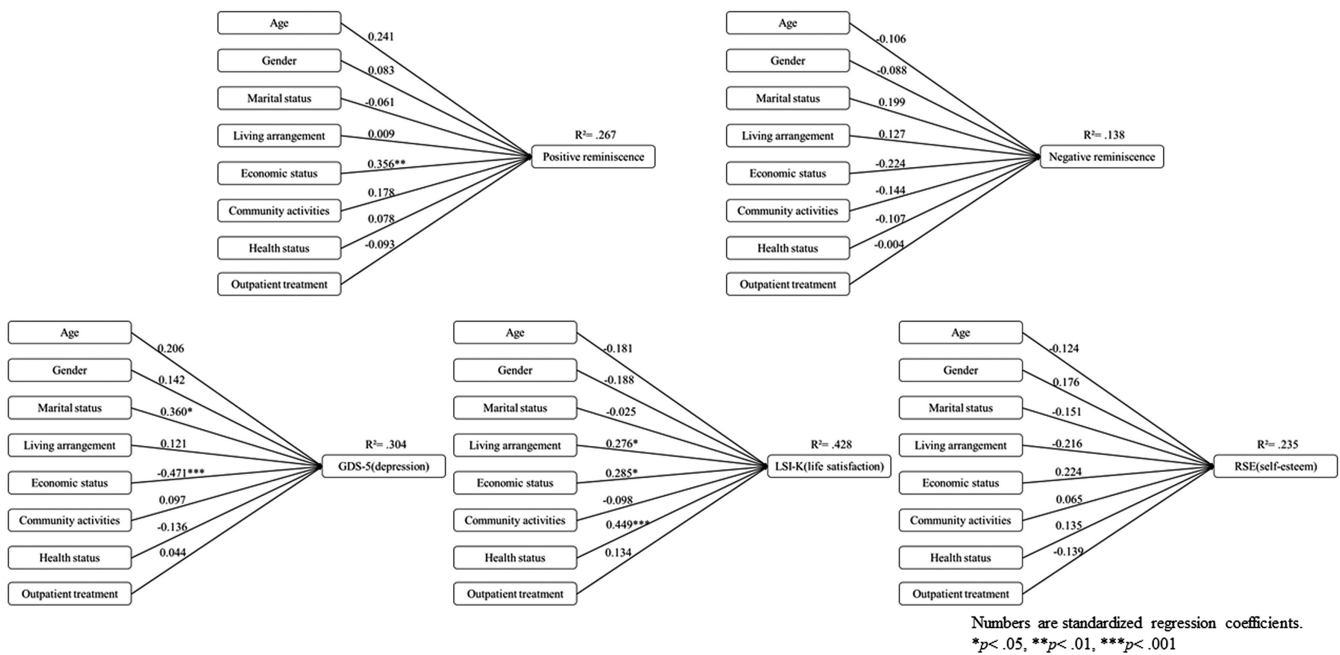 Age
0.241
Gender
0.083
Marital status
-0.061
Living arrangement
0.009
R²= .267
Positive reminiscence
Economic status
0.356**
Community activities
0.178
Health status
0.078
-0.093
Outpatient treatment
Age
-0.106
Gender
-0.088
Marital status
0.199
Living arrangement
0.127
R²= .138
Negative reminiscence
Economic status
-0.224
Community activities
-0.144
Health status
-0.107
-0.004
Outpatient treatment
Age
0.206
Gender
0.142
Marital status
0.360*
Living arrangement
0.121
R²= .304
GDS-5(depression)
Economic status
-0.471***
Community activities
0.097
-0.136
Health status
0.044
Outpatient treatment
Age
-0.181
Gender
-0.188
Marital status
-0.025
Living arrangement
0.276*
R²= .428
LSI-K(life satisfaction)
Economic status
0.285*
Community activities
-0.098
0.449***
Health status
0.134
Outpatient treatment
Age
-0.124
Gender
0.176
Marital status
-0.151
Living arrangement
-0.216
R²= .235
RSE(self-esteem)
Economic status
0.224
Community activities
0.065
0.135
Health status
-0.139
Outpatient treatment
Numbers are standardized regression coefficients.
*p< .05, **p< .01, ***p< .001